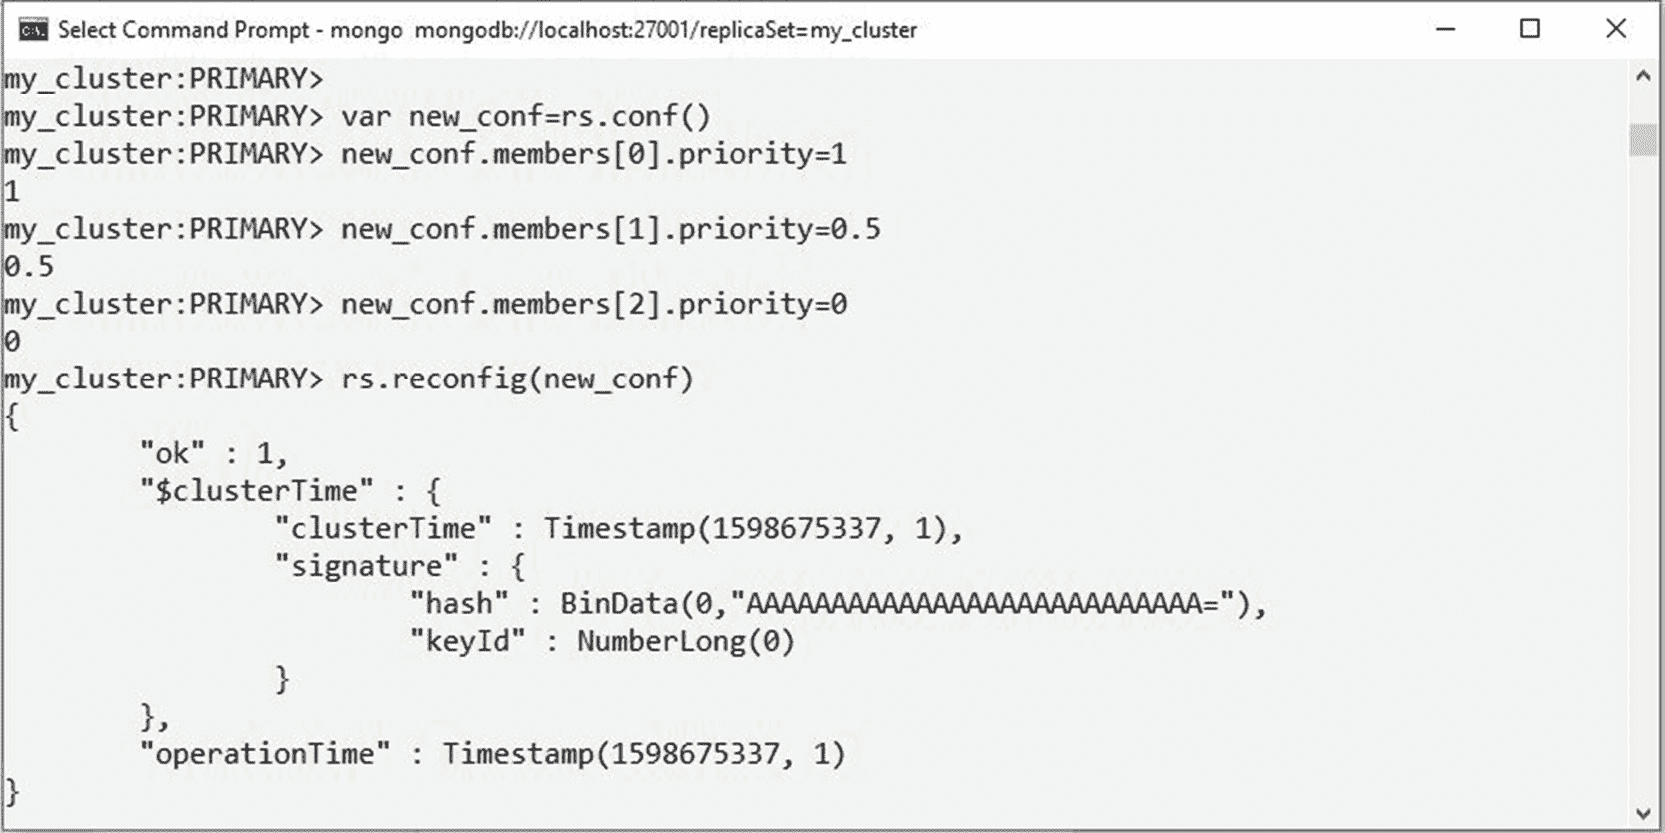 Select Command Prompt - mongo  mongodb://localhost:27001/replicaSet=my_cluster
my_cluster:PRIMARY>
my_cluster:PRIMARY> var new_conf=rs.conf()
my_cluster:PRIMARY> new_conf.members[0].priority=1
1
my_cluster:PRIMARY> new_conf.members[1].priority=0.5
0.5
my_cluster:PRIMARY> new_conf.members[2].priority=0
0
my_cluster:PRIMARY> rs.reconfig(new_conf)
{
"ok" : 1,
"$clusterTime" : {
"clusterTime" : Timestamp(1598675337, 1),
"signature" : {
"hash" : BinData(0,"AAAAAAAAAAAAAAAAAAAAAAAAAAA="),
"keyId" : NumberLong(0)
}
},
"operationTime" : Timestamp(1598675337, 1)
}